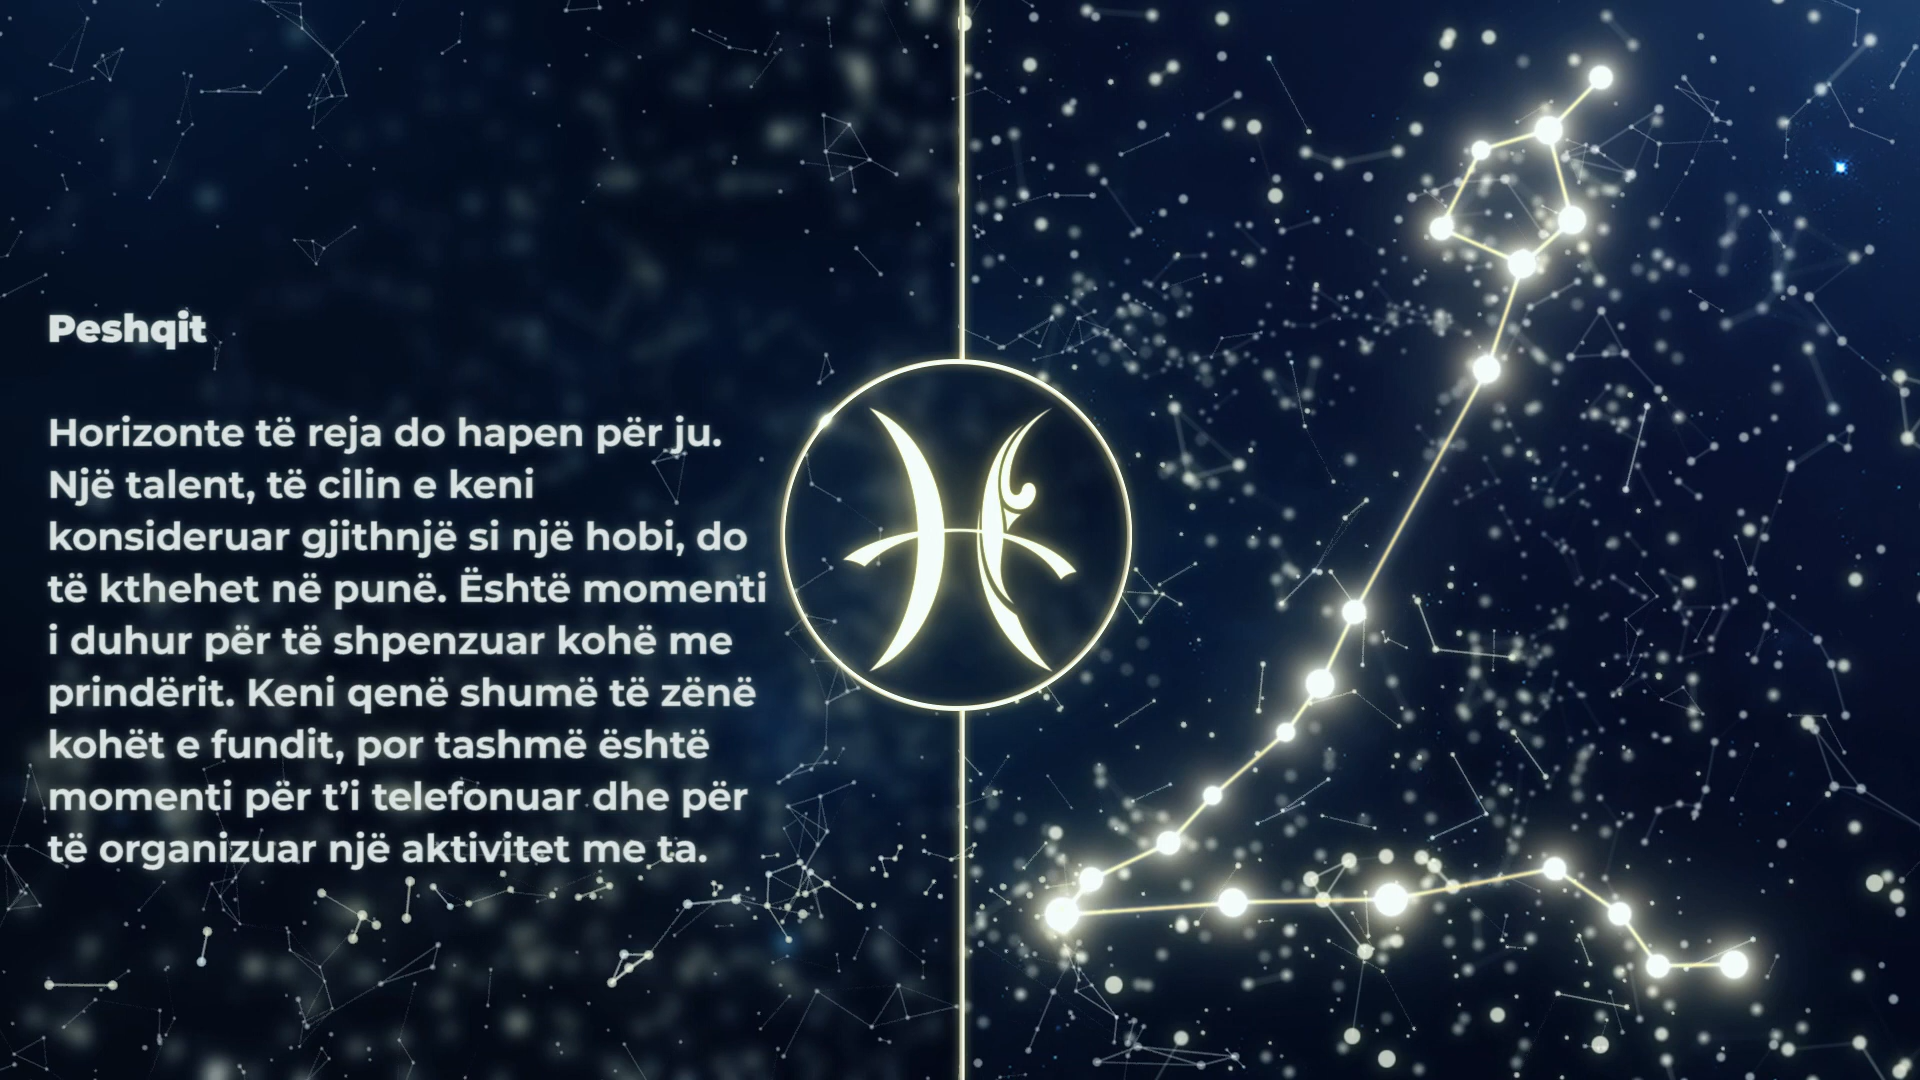 Peshqit
Horizonte të reja do hapen për ju.
Një talent, të cilin e keni
konsideruar gjithnjë si një hobi, do
të kthehet në punë. Është momenti
i duhur për të shpenzuar kohë me
prindërit. Keni qenë shumë të zënë
kohët e fundit, por tashmë është
momenti për t’i telefonuar dhe për
të organizuar një aktivitet me ta.